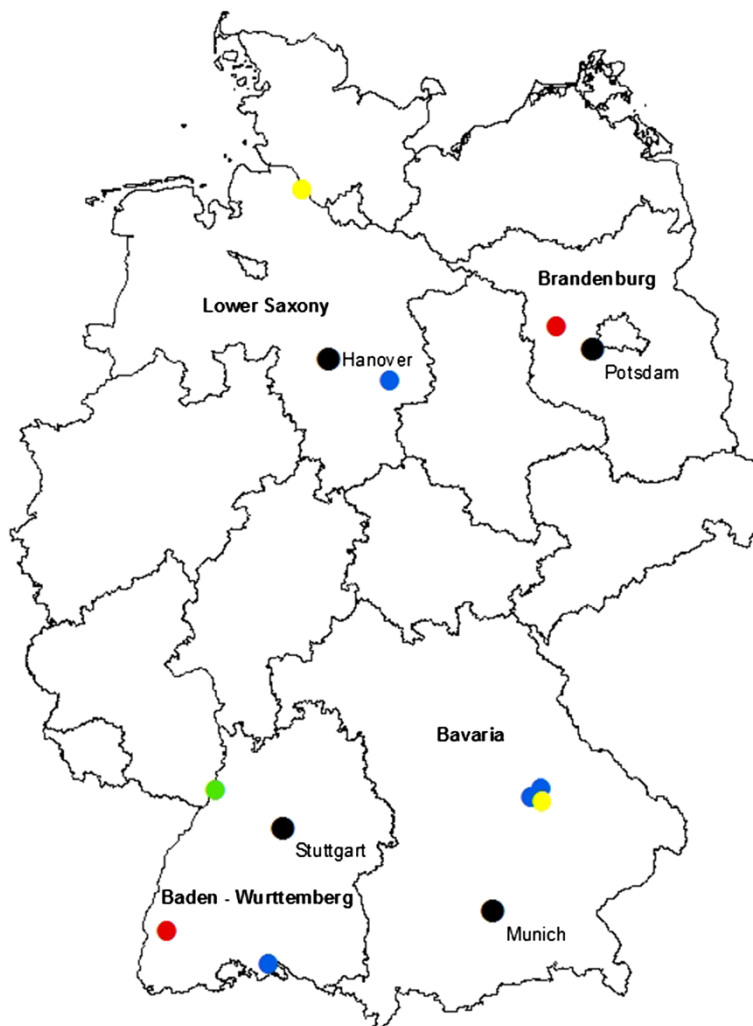 Brandenburg
Lower Saxony
Hanover
Potsdam
Bavaria
Stuttgart
Baden - Wurttemberg
Munich